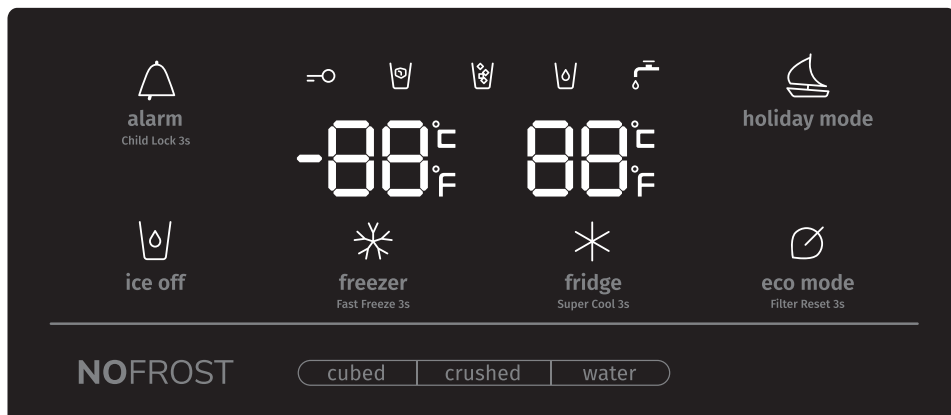 alarm
Child Lock 3s
holiday mode
-88°C °F
88°C °F
ice off
freezer
Fast Freeze 3s
fridge
Super Cool 3s
eco mode
Filter Reset 3s
NOFROST
cubed
crushed
water